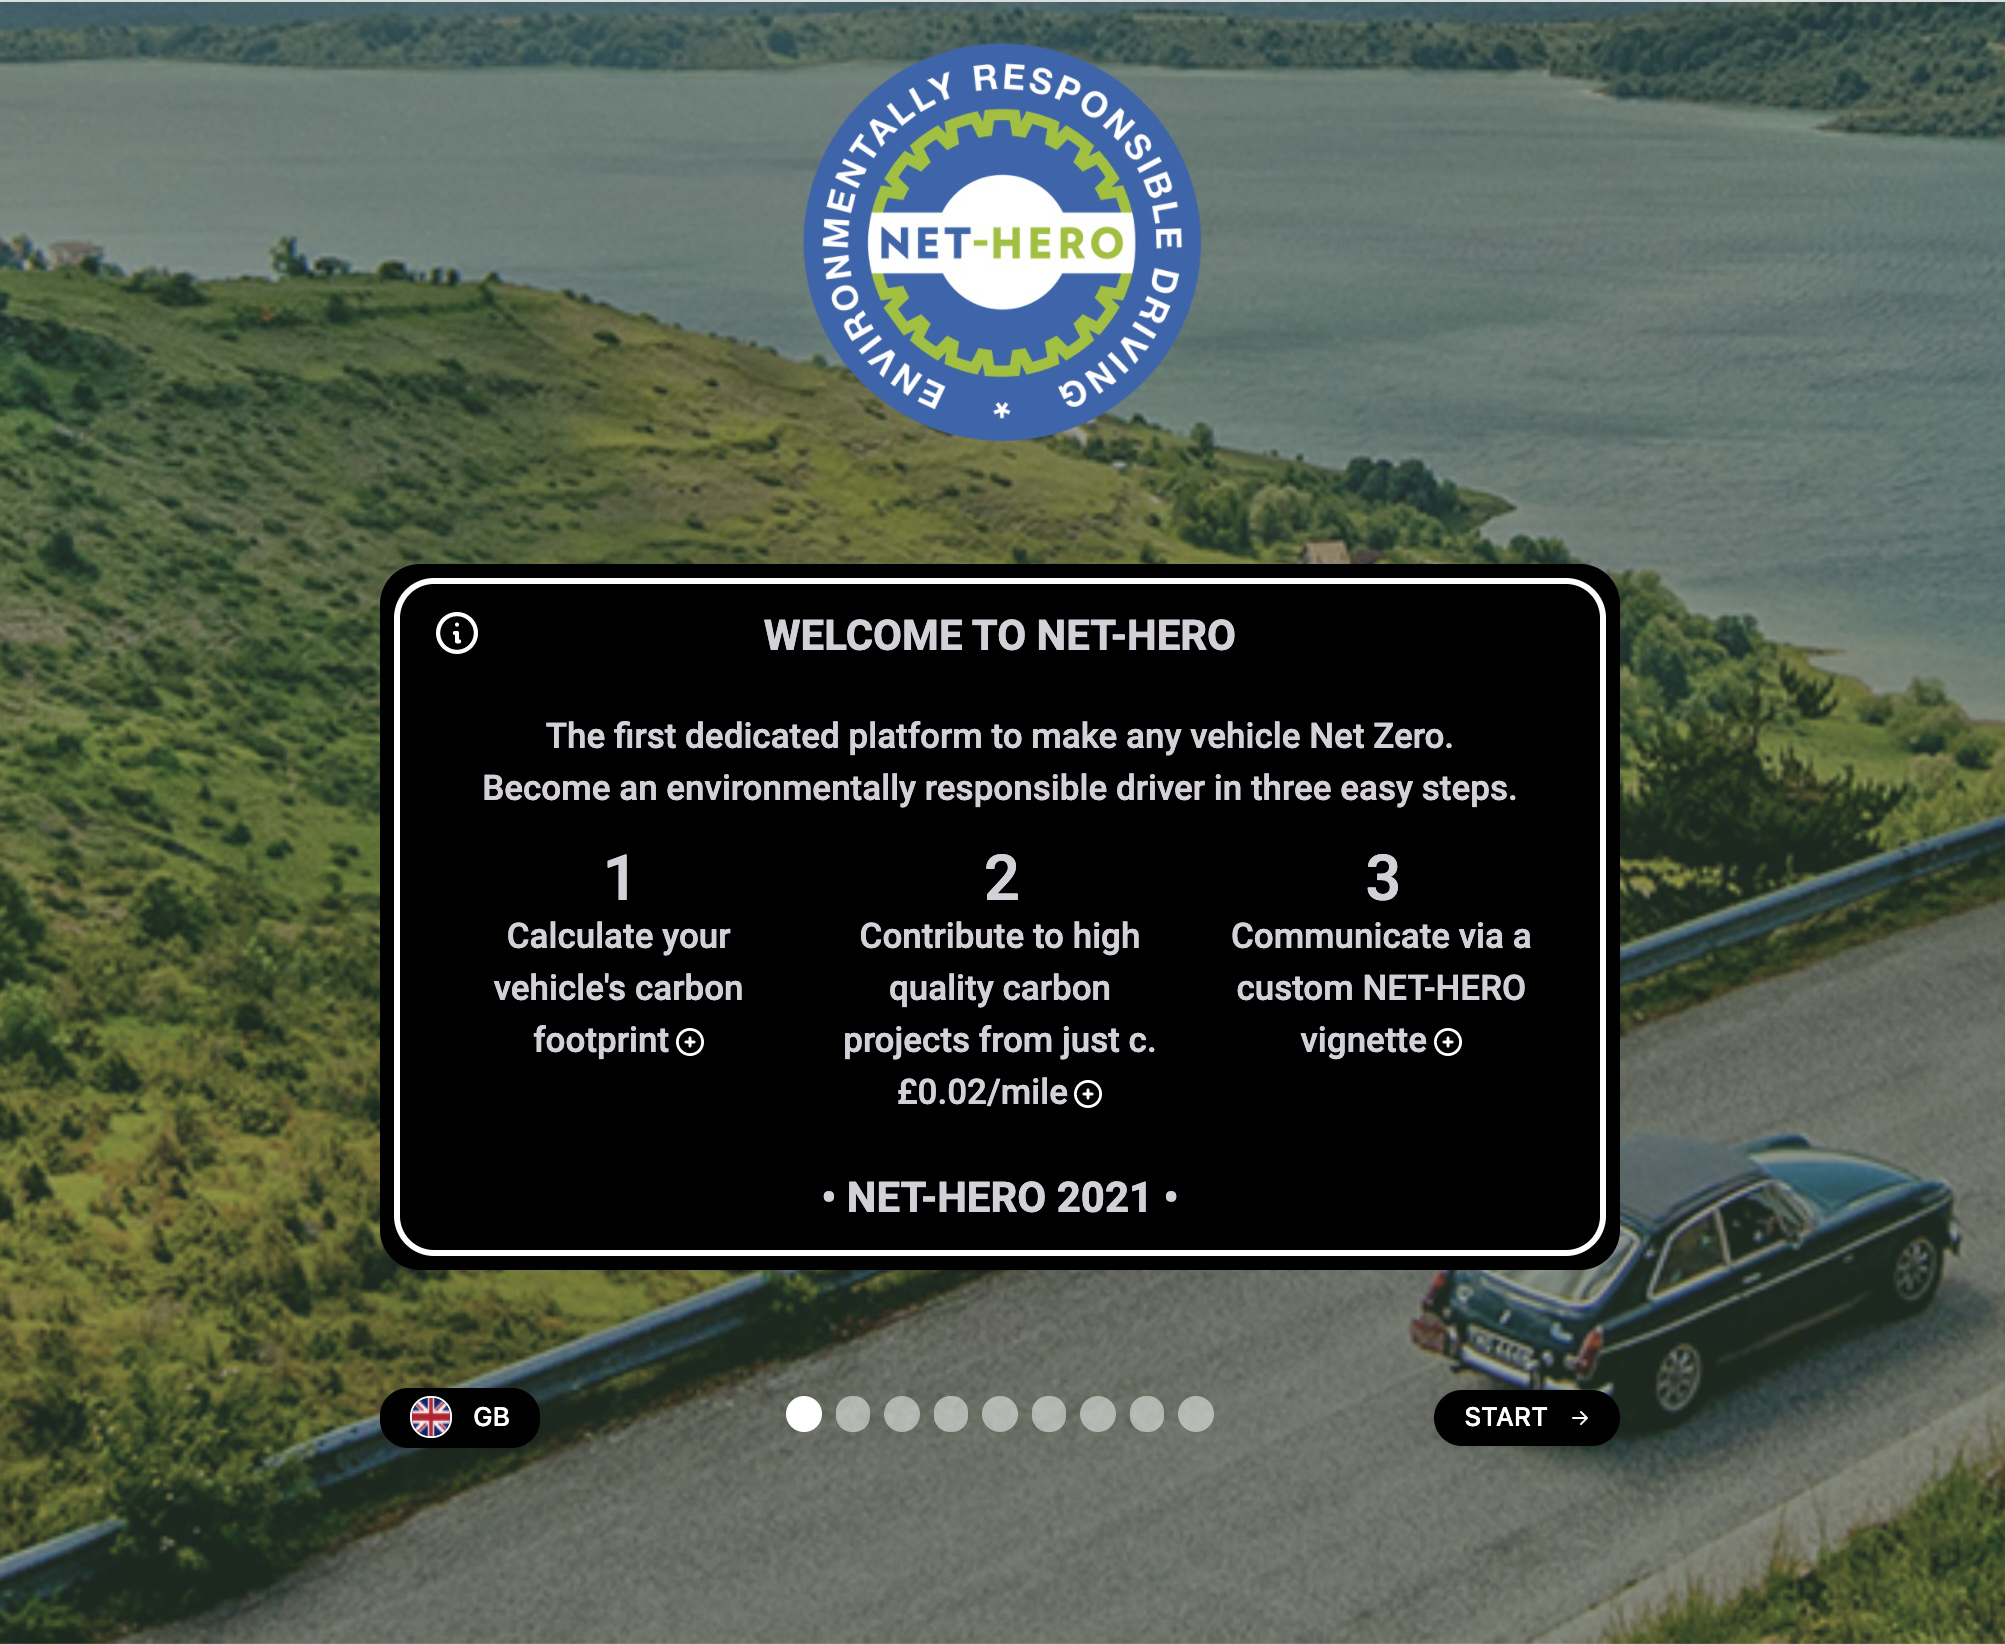 ENVIRONMENTALLY RESPONSIBLE DRIVING *
NET-HERO
WELCOME TO NET-HERO
The first dedicated platform to make any vehicle Net Zero.
Become an environmentally responsible driver in three easy steps.
1
Calculate your
vehicle's carbon
footprint
2
Contribute to high
quality carbon
projects from just c.
£0.02/mile
3
Communicate via a
custom NET-HERO
vignette
• NET-HERO 2021 •
GB
START →